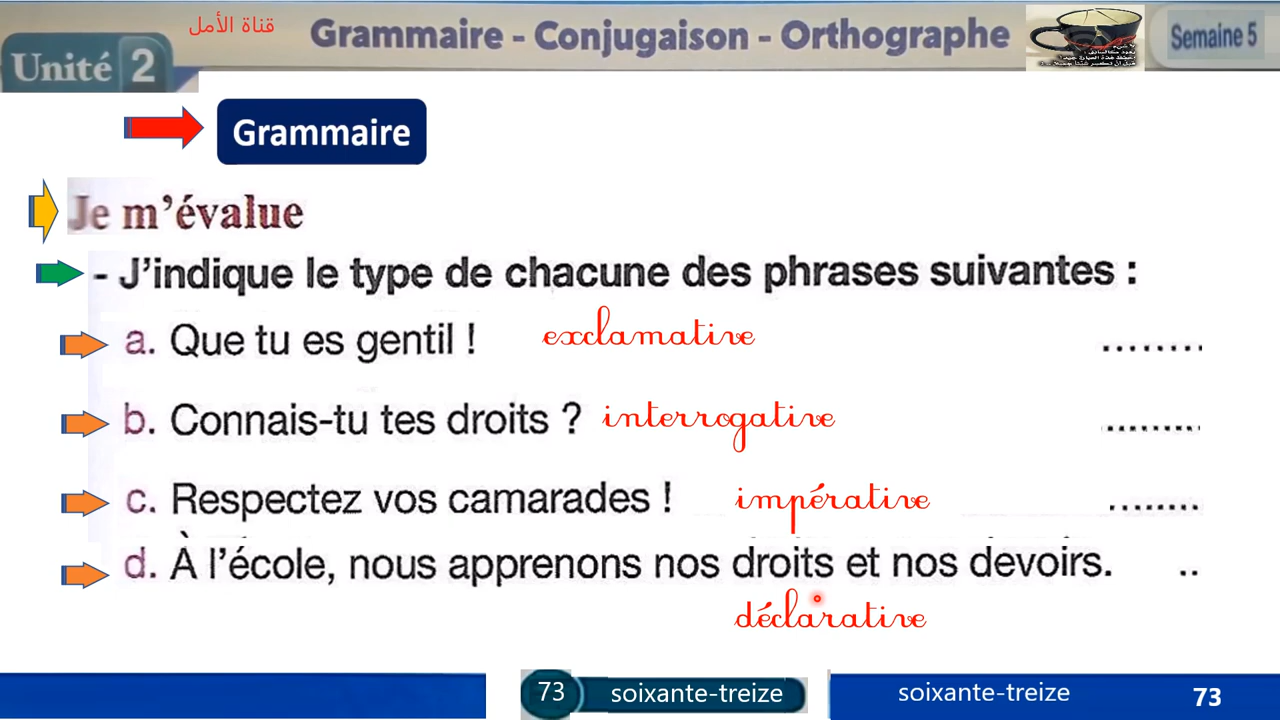 قناة الأمل
Grammaire - Conjugaison - Orthographe
Semaine 5
Unité 2
Grammaire
Je m'évalue
- J'indique le type de chacune des phrases suivantes :
a. Que tu es gentil ! exclamative ........
b. Connais-tu tes droits ? interrogative .........
c. Respectez vos camarades ! impérative ........
d. À l'école, nous apprenons nos droits et nos devoirs. ..
déclarative
73 soixante-treize soixante-treize 73